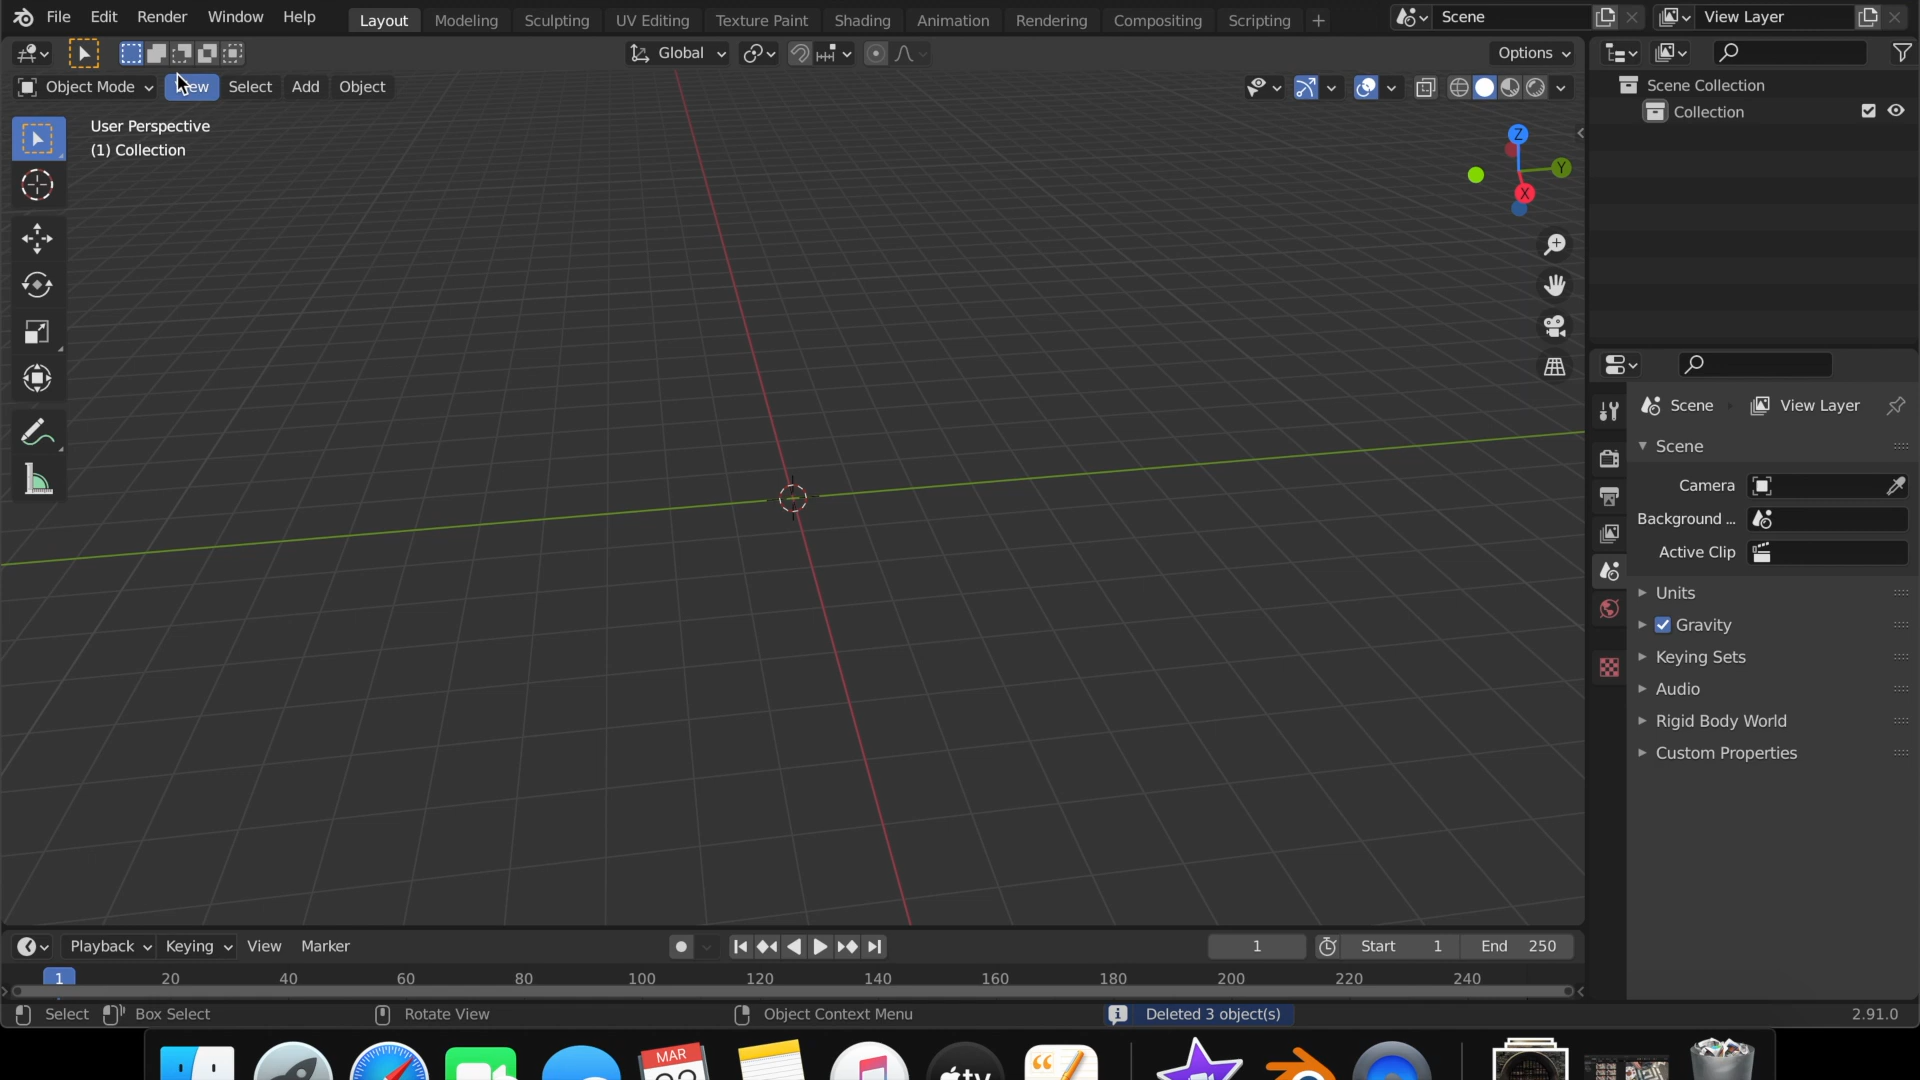 File Edit Render Window Help Layout Modeling Sculpting UV Editing Texture Paint Shading Animation Rendering Compositing Scripting + Scene View Layer
Global Options
Object Mode Select Add Object
User Perspective
(1) Collection
Z
Y
X
Scene Collection
Collection
Scene View Layer
Scene
Camera
Background ...
Active Clip
Units
Gravity
Keying Sets
Audio
Rigid Body World
Custom Properties
Playback Keying View Marker 1 Start 1 End 250
1 20 40 60 80 100 120 140 160 180 200 220 240
Select Box Select Rotate View Object Context Menu Deleted 3 object(s) 2.91.0
MAR
tv